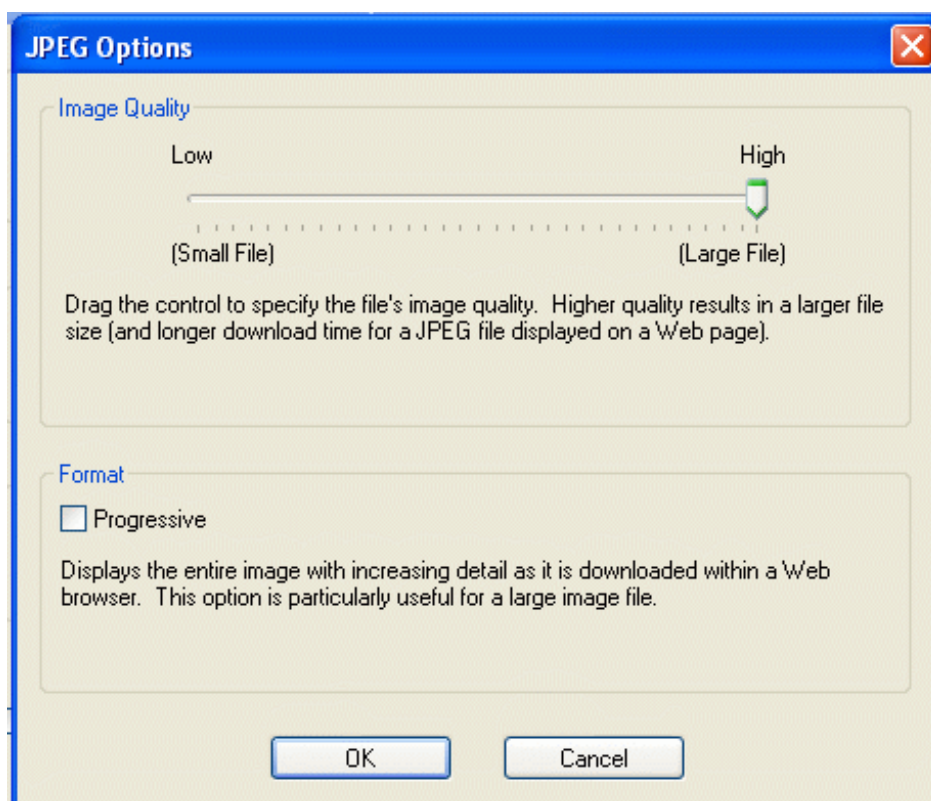 JPEG Options
Image Quality
Low High
(Small File) (Large File)
Drag the control to specify the file's image quality.  Higher quality results in a larger file
size (and longer download time for a JPEG file displayed on a Web page).
Format
Progressive
Displays the entire image with increasing detail as it is downloaded within a Web
browser.  This option is particularly useful for a large image file.
OK Cancel